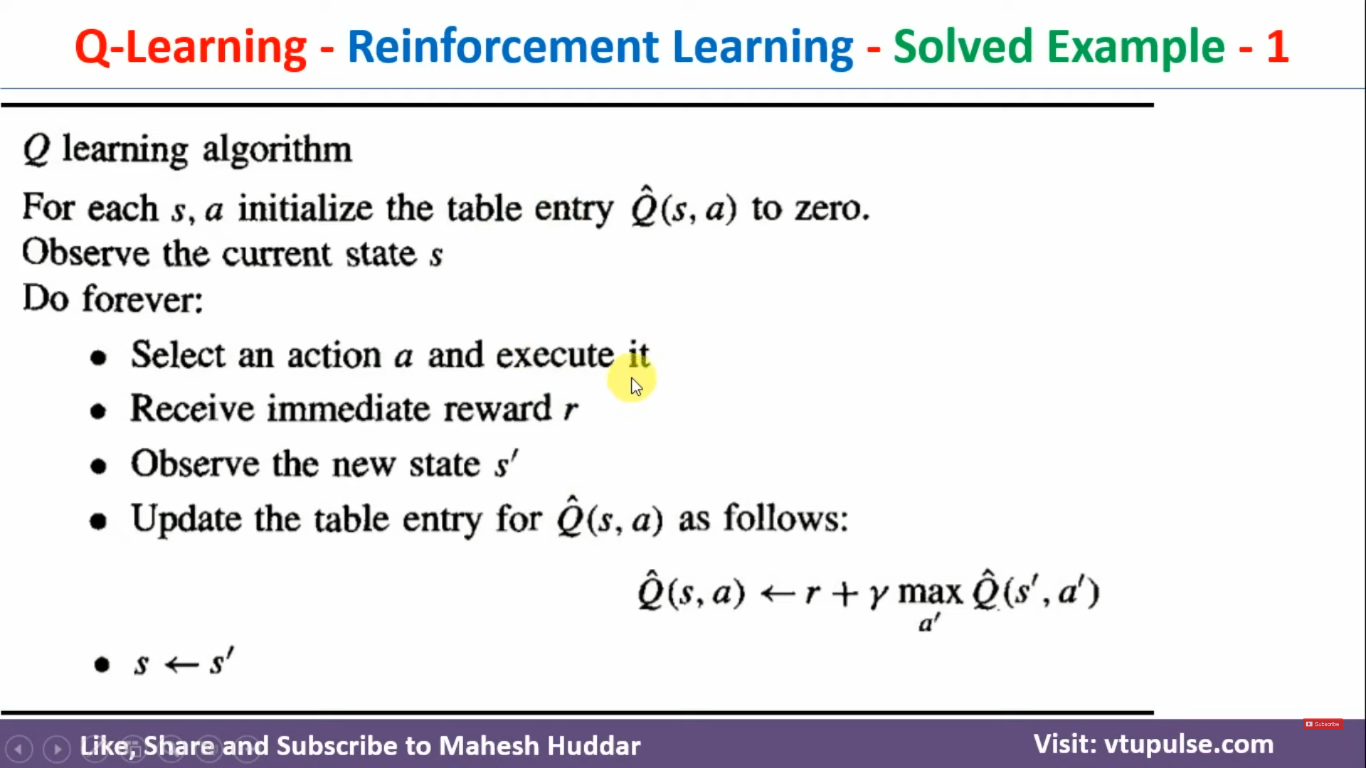 Q-Learning - Reinforcement Learning - Solved Example - 1
Q learning algorithm
For each s, a initialize the table entry Q̂(s, a) to zero.
Observe the current state s
Do forever:
• Select an action a and execute it
• Receive immediate reward r
• Observe the new state s′
• Update the table entry for Q̂(s, a) as follows:
Q̂(s, a) ← r + γ max Q̂(s′, a′)
a′
• s ← s′
Subscribe
Like, Share and Subscribe to Mahesh Huddar
Visit: vtupulse.com